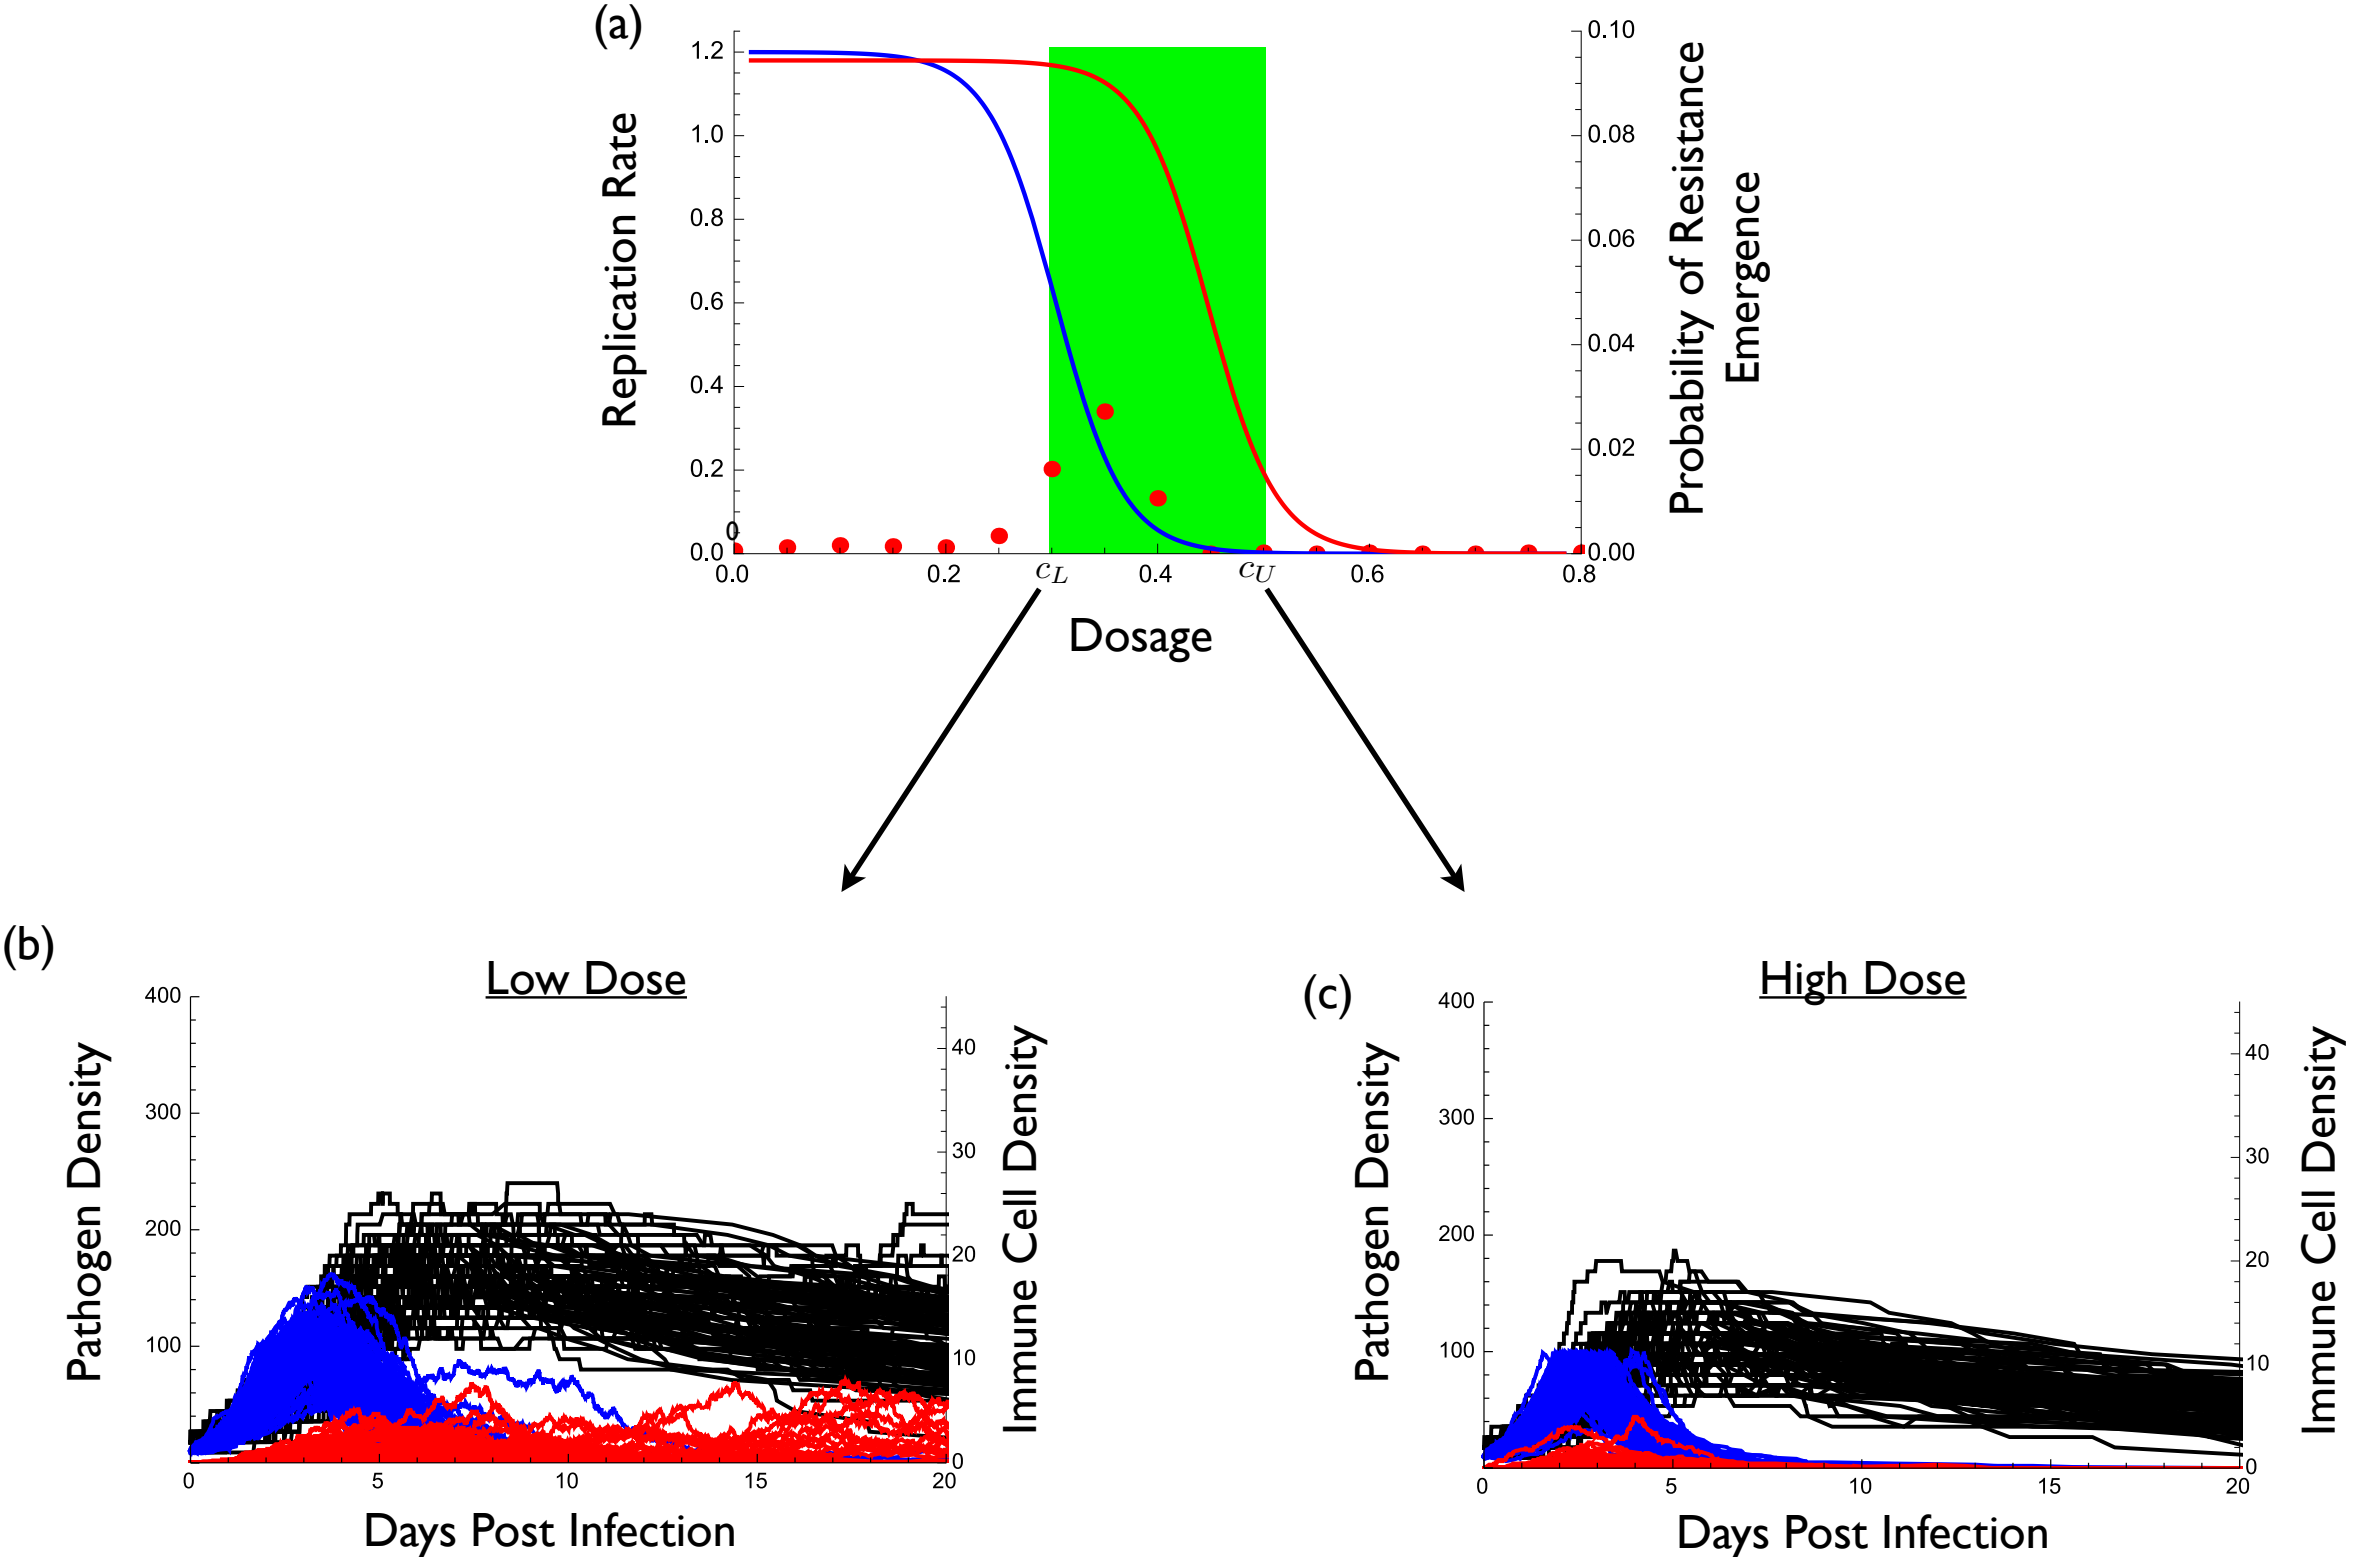 (a)
Replication Rate
1.2
1.0
0.8
0.6
0.4
0.2
0
0.0
0.0
0.2
c_L
0.4
c_U
0.6
0.8
Dosage
0.10
0.08
0.06
0.04
0.02
0.00
Probability of Resistance
Emergence
(b)
Low Dose
Pathogen Density
400
300
200
100
0
5
10
15
20
Days Post Infection
40
30
20
10
0
Immune Cell Density
(c)
High Dose
Pathogen Density
400
300
200
100
0
5
10
15
20
Days Post Infection
40
30
20
10
0
Immune Cell Density